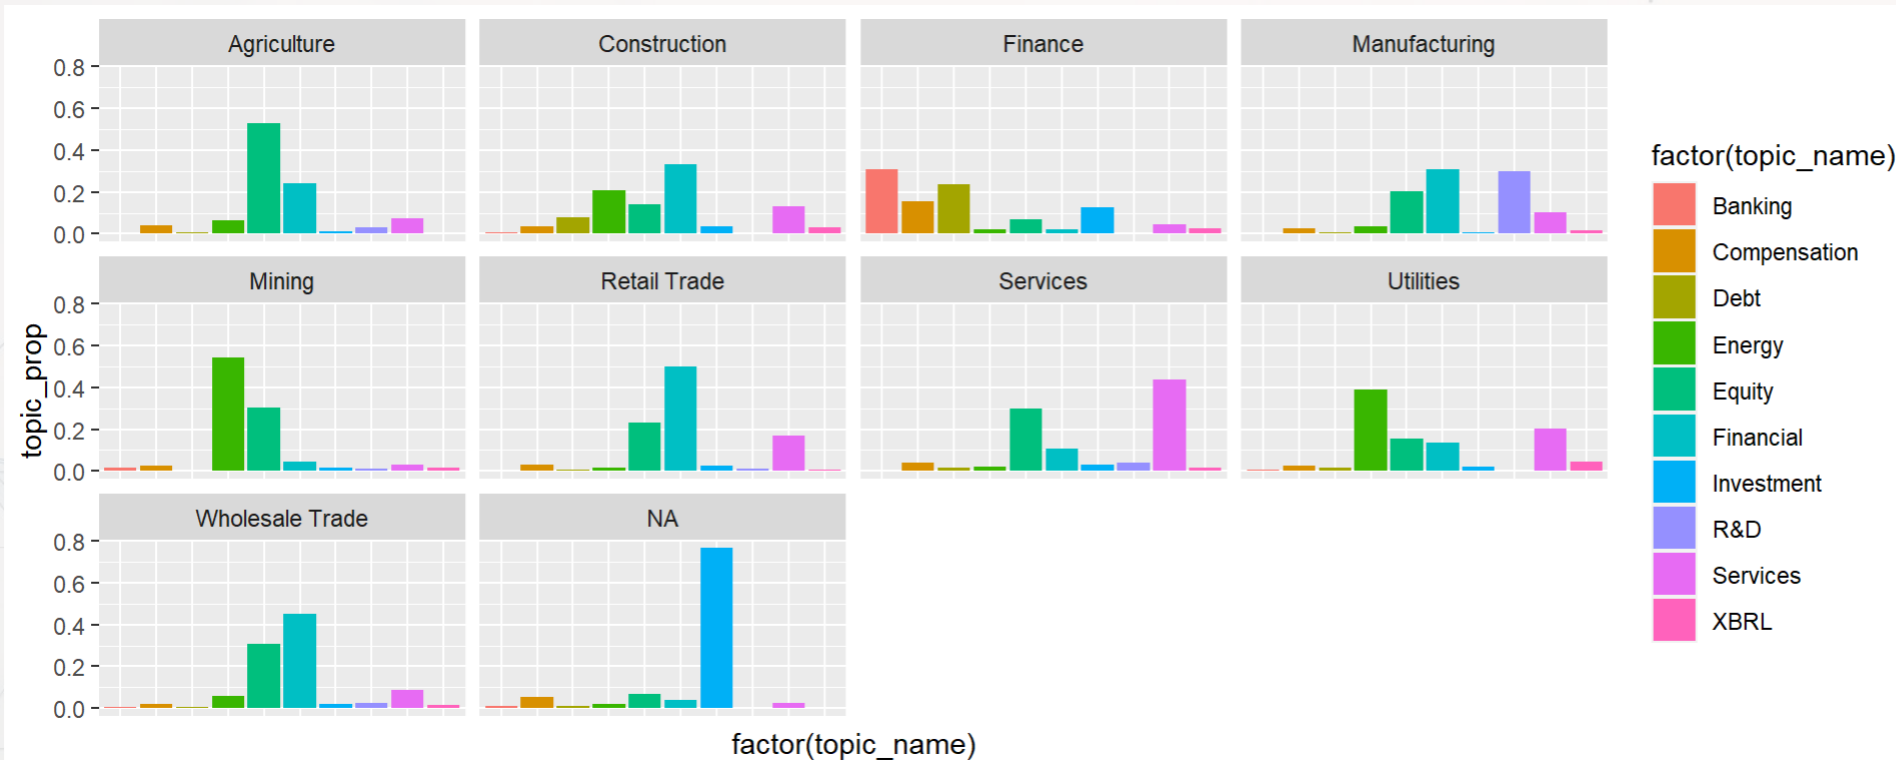 Agriculture Construction Finance Manufacturing
0.8
0.6
0.4
0.2
0.0
Mining Retail Trade Services Utilities
0.8
0.6
0.4
0.2
0.0
Wholesale Trade NA
0.8
0.6
0.4
0.2
0.0
topic_prop
factor(topic_name)
factor(topic_name)
Banking
Compensation
Debt
Energy
Equity
Financial
Investment
R&D
Services
XBRL